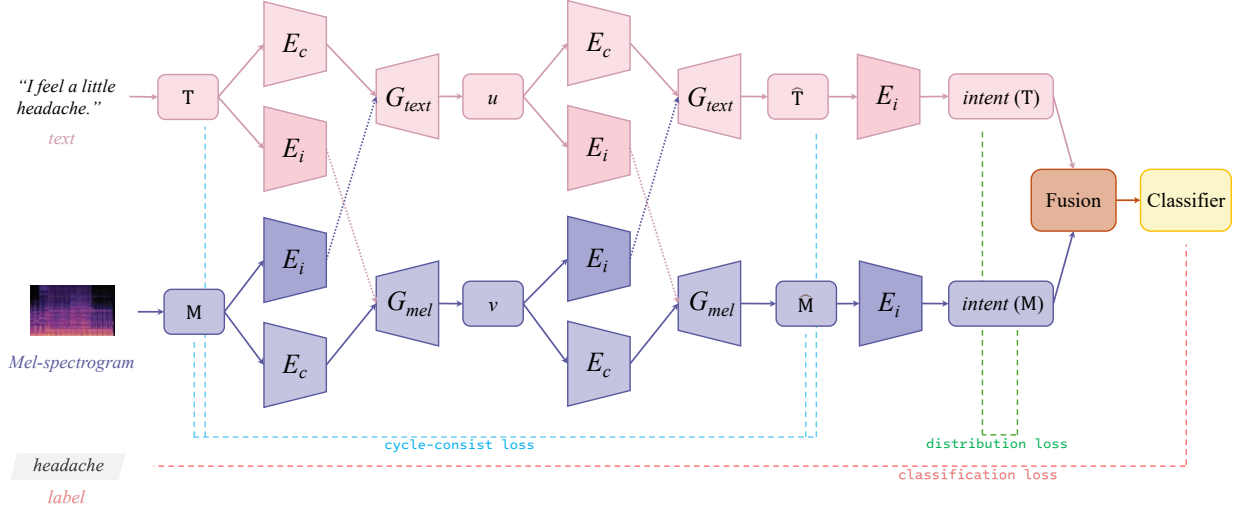 “I feel a little
headache.”
text
T
E_c
E_i
G_text
u
E_c
E_i
G_text
T̂
E_i
intent (T)
Fusion
Classifier
Mel-spectrogram
M
E_i
E_c
G_mel
v
E_i
E_c
G_mel
M̂
E_i
intent (M)
cycle-consist loss
distribution loss
headache
label
classification loss